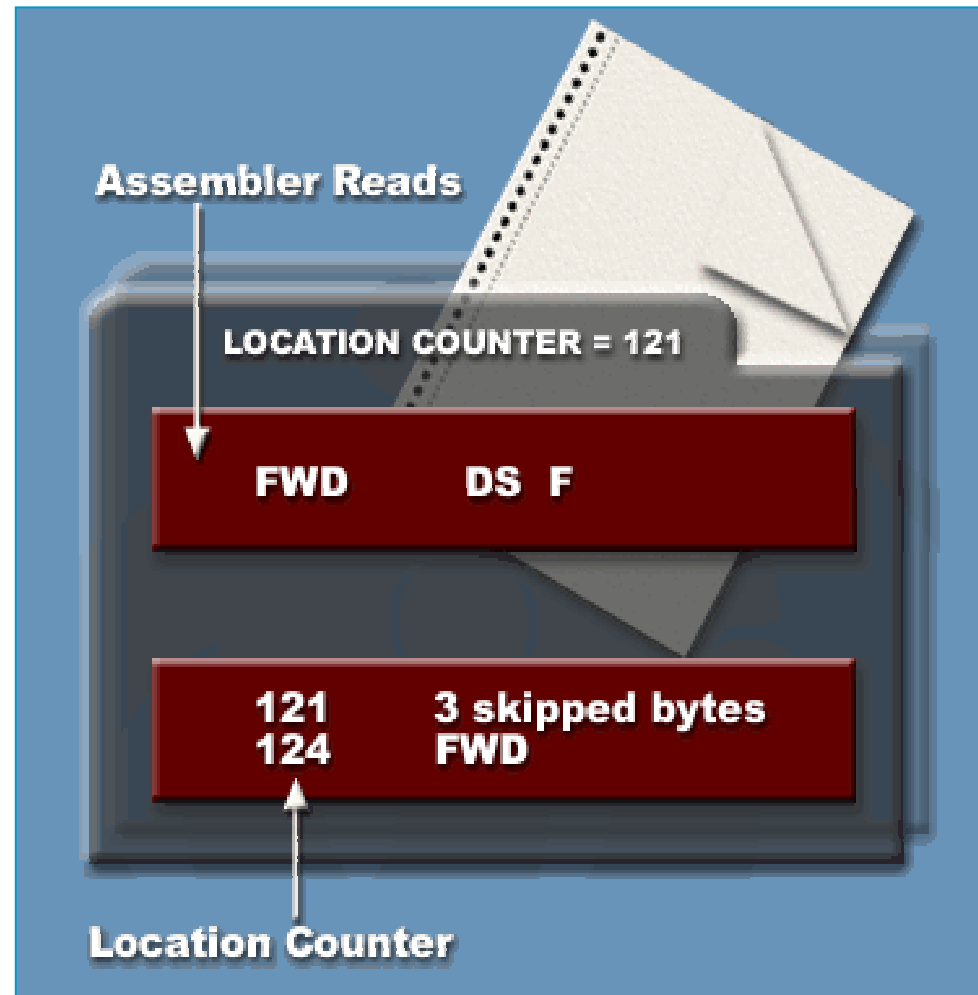 Assembler Reads
LOCATION COUNTER = 121
FWD DS F
121 3 skipped bytes
124 FWD
Location Counter